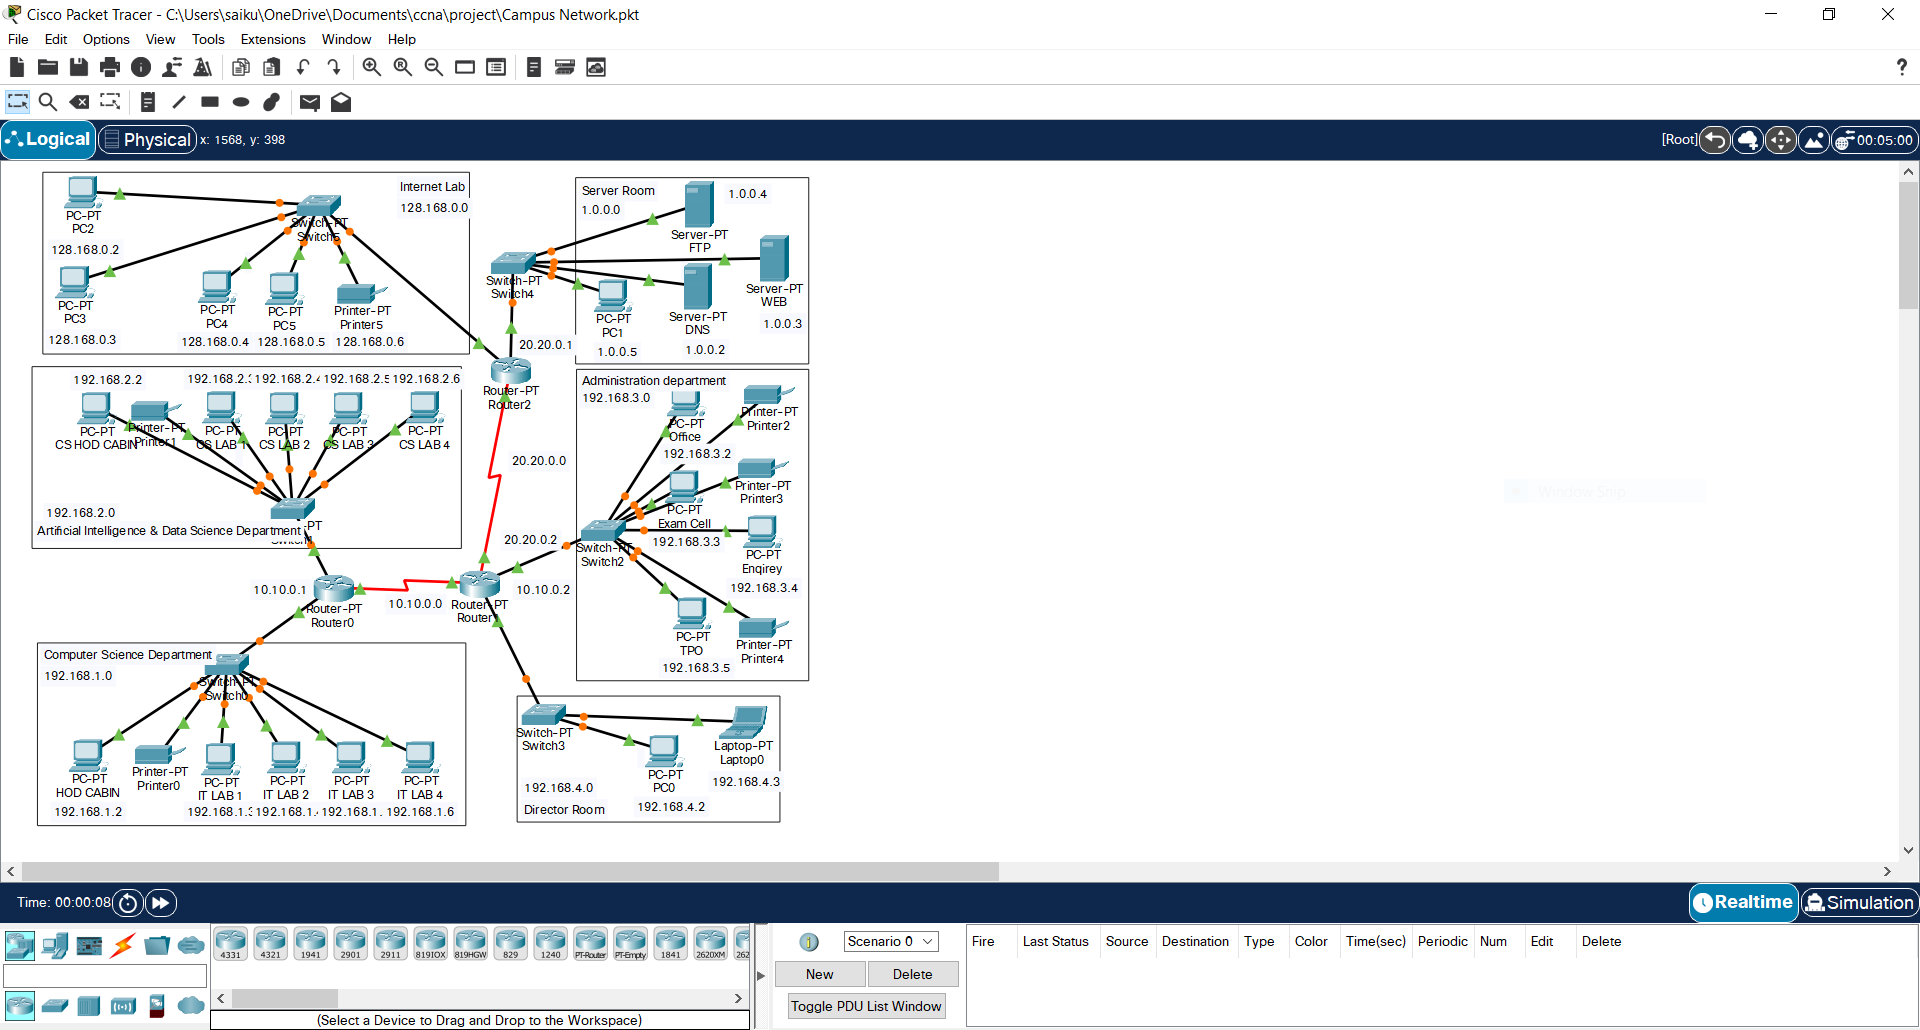 Cisco Packet Tracer - C:\Users\saiku\OneDrive\Documents\ccna\project\Campus Network.pkt
File Edit Options View Tools Extensions Window Help
Logical Physical x: 1568, y: 398
[Root] 00:05:00
Internet Lab
128.168.0.0
PC-PT
PC2
128.168.0.2
Switch-PT
Switch5
PC-PT
PC3
128.168.0.3
PC-PT
PC4
128.168.0.4
PC-PT
PC5
128.168.0.5
Printer-PT
Printer5
128.168.0.6
Server Room
1.0.0.0
1.0.0.4
Server-PT
FTP
Switch-PT
Switch4
Server-PT
WEB
1.0.0.3
PC-PT
PC1
1.0.0.5
Server-PT
DNS
1.0.0.2
20.20.0.1
Router-PT
Router2
192.168.2.2
192.168.2.3
192.168.2.4
192.168.2.5
192.168.2.6
PC-PT
CS HOD CABIN
Printer-PT
Printer1
PC-PT
CS LAB 1
PC-PT
CS LAB 2
PC-PT
CS LAB 3
PC-PT
CS LAB 4
192.168.2.0
Artificial Intelligence & Data Science Department
20.20.0.0
20.20.0.2
Administration department
192.168.3.0
PC-PT
Office
192.168.3.2
Printer-PT
Printer2
Printer-PT
Printer3
PC-PT
Exam Cell
192.168.3.3
Switch-PT
Switch2
PC-PT
Enqirey
192.168.3.4
PC-PT
TPO
192.168.3.5
Printer-PT
Printer4
10.10.0.1
Router-PT
Router0
10.10.0.0
Router-PT
Router
10.10.0.2
Computer Science Department
192.168.1.0
Switch-PT
Switch0
PC-PT
HOD CABIN
192.168.1.2
Printer-PT
Printer0
PC-PT
IT LAB 1
192.168.1.3
PC-PT
IT LAB 2
192.168.1.
PC-PT
IT LAB 3
192.168.1.
PC-PT
IT LAB 4
192.168.1.6
Switch-PT
Switch3
PC-PT
PC0
192.168.4.2
Laptop-PT
Laptop0
192.168.4.3
192.168.4.0
Director Room
Time: 00:00:08
Realtime Simulation
4331 4321 1941 2901 2911 819IOX 819HGW 829 1240 PT-Router PT-Empty 1841 2620XM 262
(Select a Device to Drag and Drop to the Workspace)
Scenario 0
New Delete
Toggle PDU List Window
Fire Last Status Source Destination Type Color Time(sec) Periodic Num Edit Delete